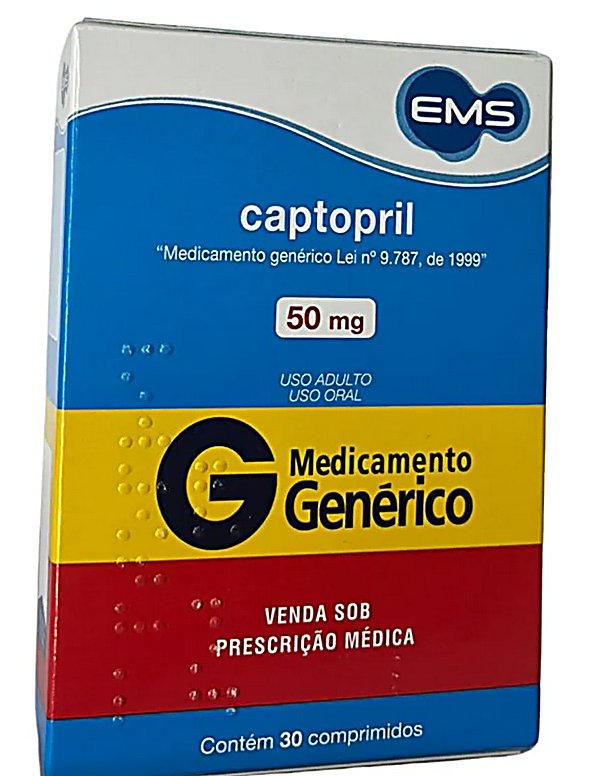 EMS
captopril
"Medicamento genérico Lei nº 9.787, de 1999"
50 mg
USO ADULTO
USO ORAL
G Medicamento
Genérico
VENDA SOB
PRESCRIÇÃO MÉDICA
Contém 30 comprimidos